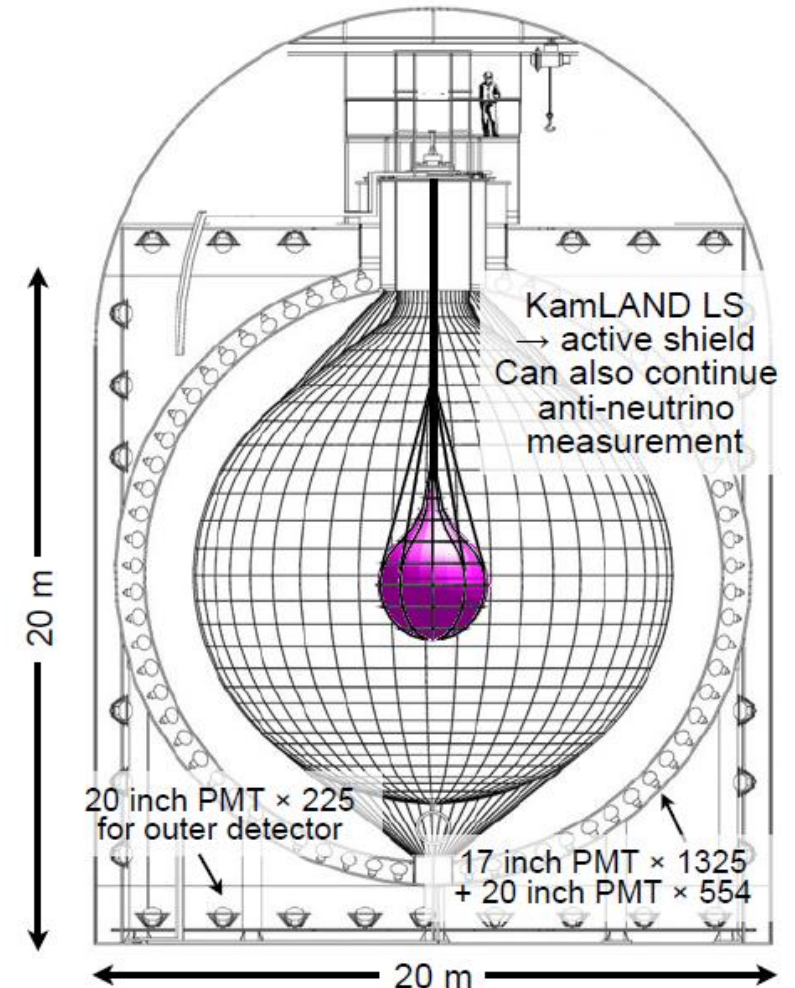 KamLAND LS
→ active shield
Can also continue
anti-neutrino
measurement
20 m
20 inch PMT × 225
for outer detector
17 inch PMT × 1325
+ 20 inch PMT × 554
20 m